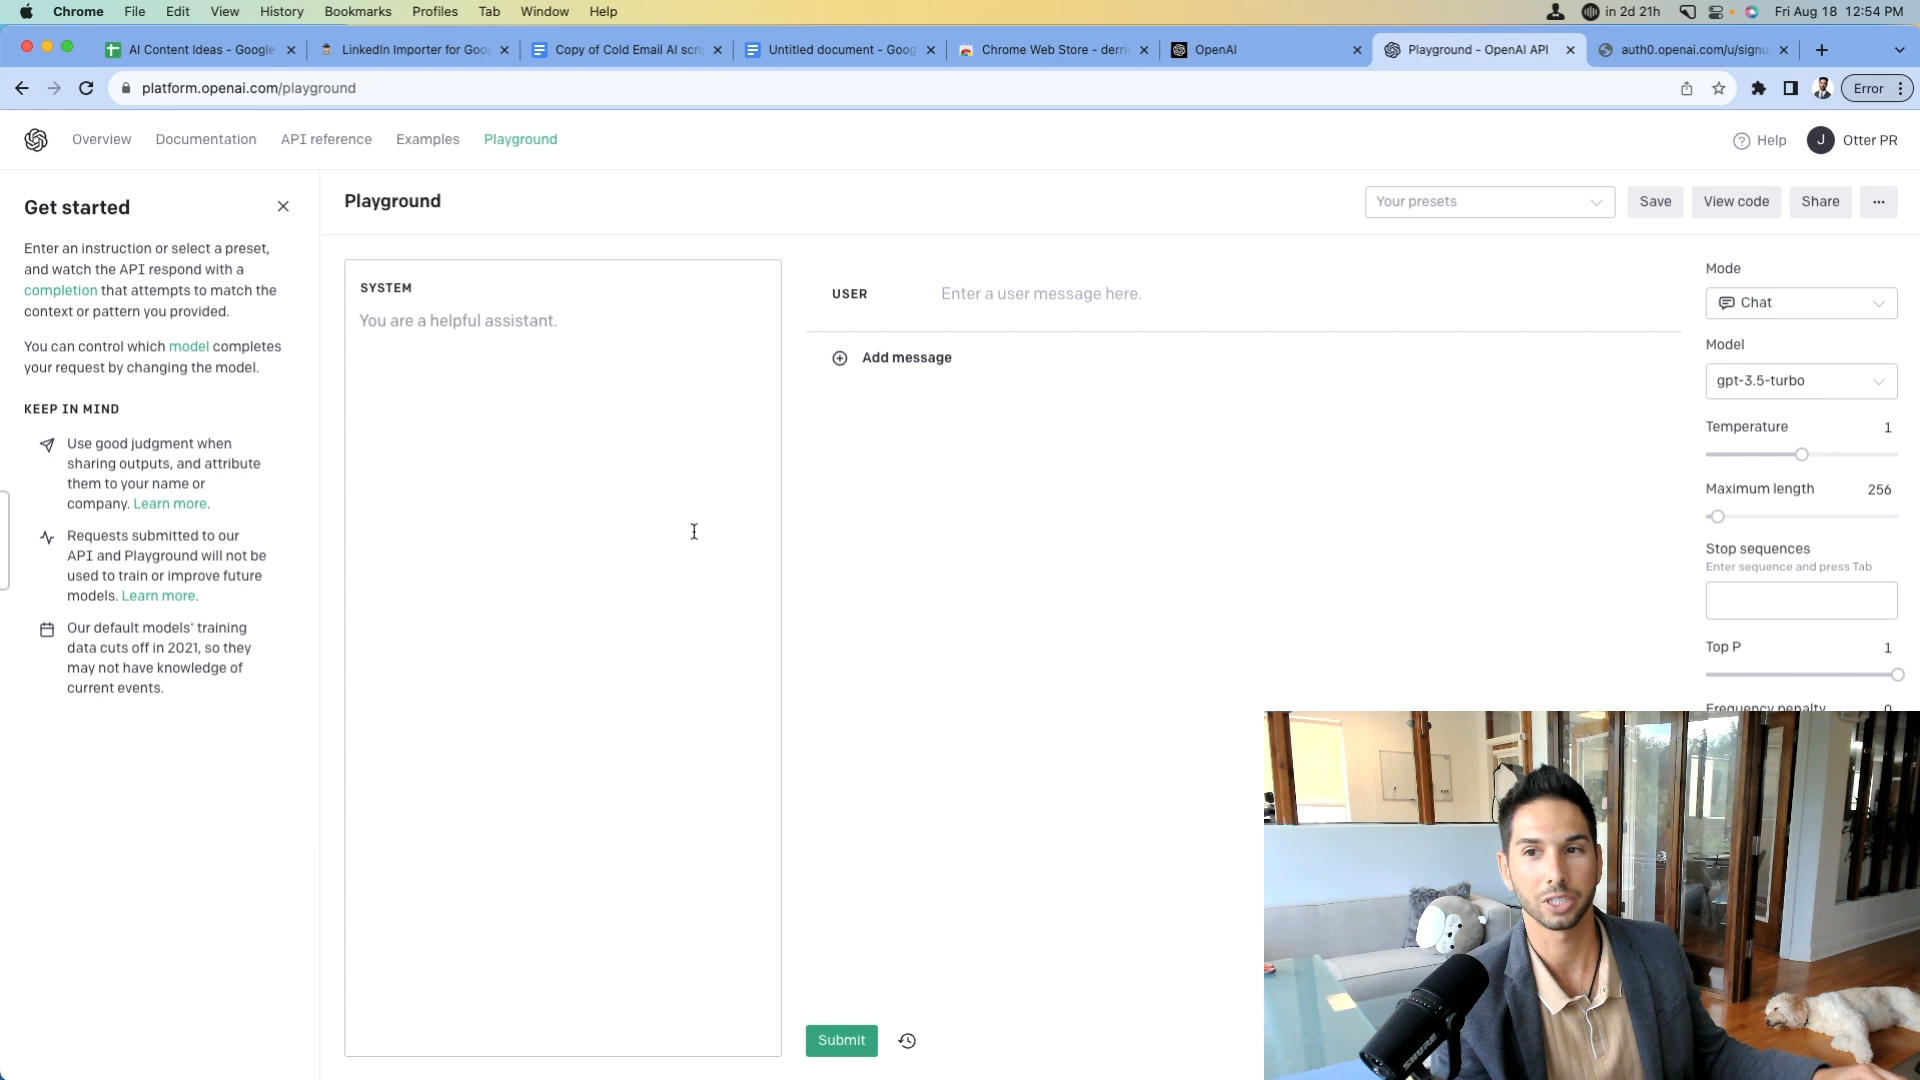 Chrome File Edit View History Bookmarks Profiles Tab Window Help in 2d 21h Fri Aug 18 12:54 PM
AI Content Ideas - Google LinkedIn Importer for Goo Copy of Cold Email AI scri Untitled document - Goog Chrome Web Store - derri OpenAI Playground - OpenAI API auth0.openai.com/u/signu
platform.openai.com/playground Error
Overview Documentation API reference Examples Playground Help J Otter PR
Get started
Enter an instruction or select a preset,
and watch the API respond with a
completion that attempts to match the
context or pattern you provided.
You can control which model completes
your request by changing the model.
KEEP IN MIND
Use good judgment when
sharing outputs, and attribute
them to your name or
company. Learn more.
Requests submitted to our
API and Playground will not be
used to train or improve future
models. Learn more.
Our default models' training
data cuts off in 2021, so they
may not have knowledge of
current events.
Playground
Your presets Save View code Share ...
SYSTEM
You are a helpful assistant.
USER Enter a user message here.
Add message
Submit
Mode
Chat
Model
gpt-3.5-turbo
Temperature 1
Maximum length 256
Stop sequences
Enter sequence and press Tab
Top P 1
Frequency penalty 0
SHURE